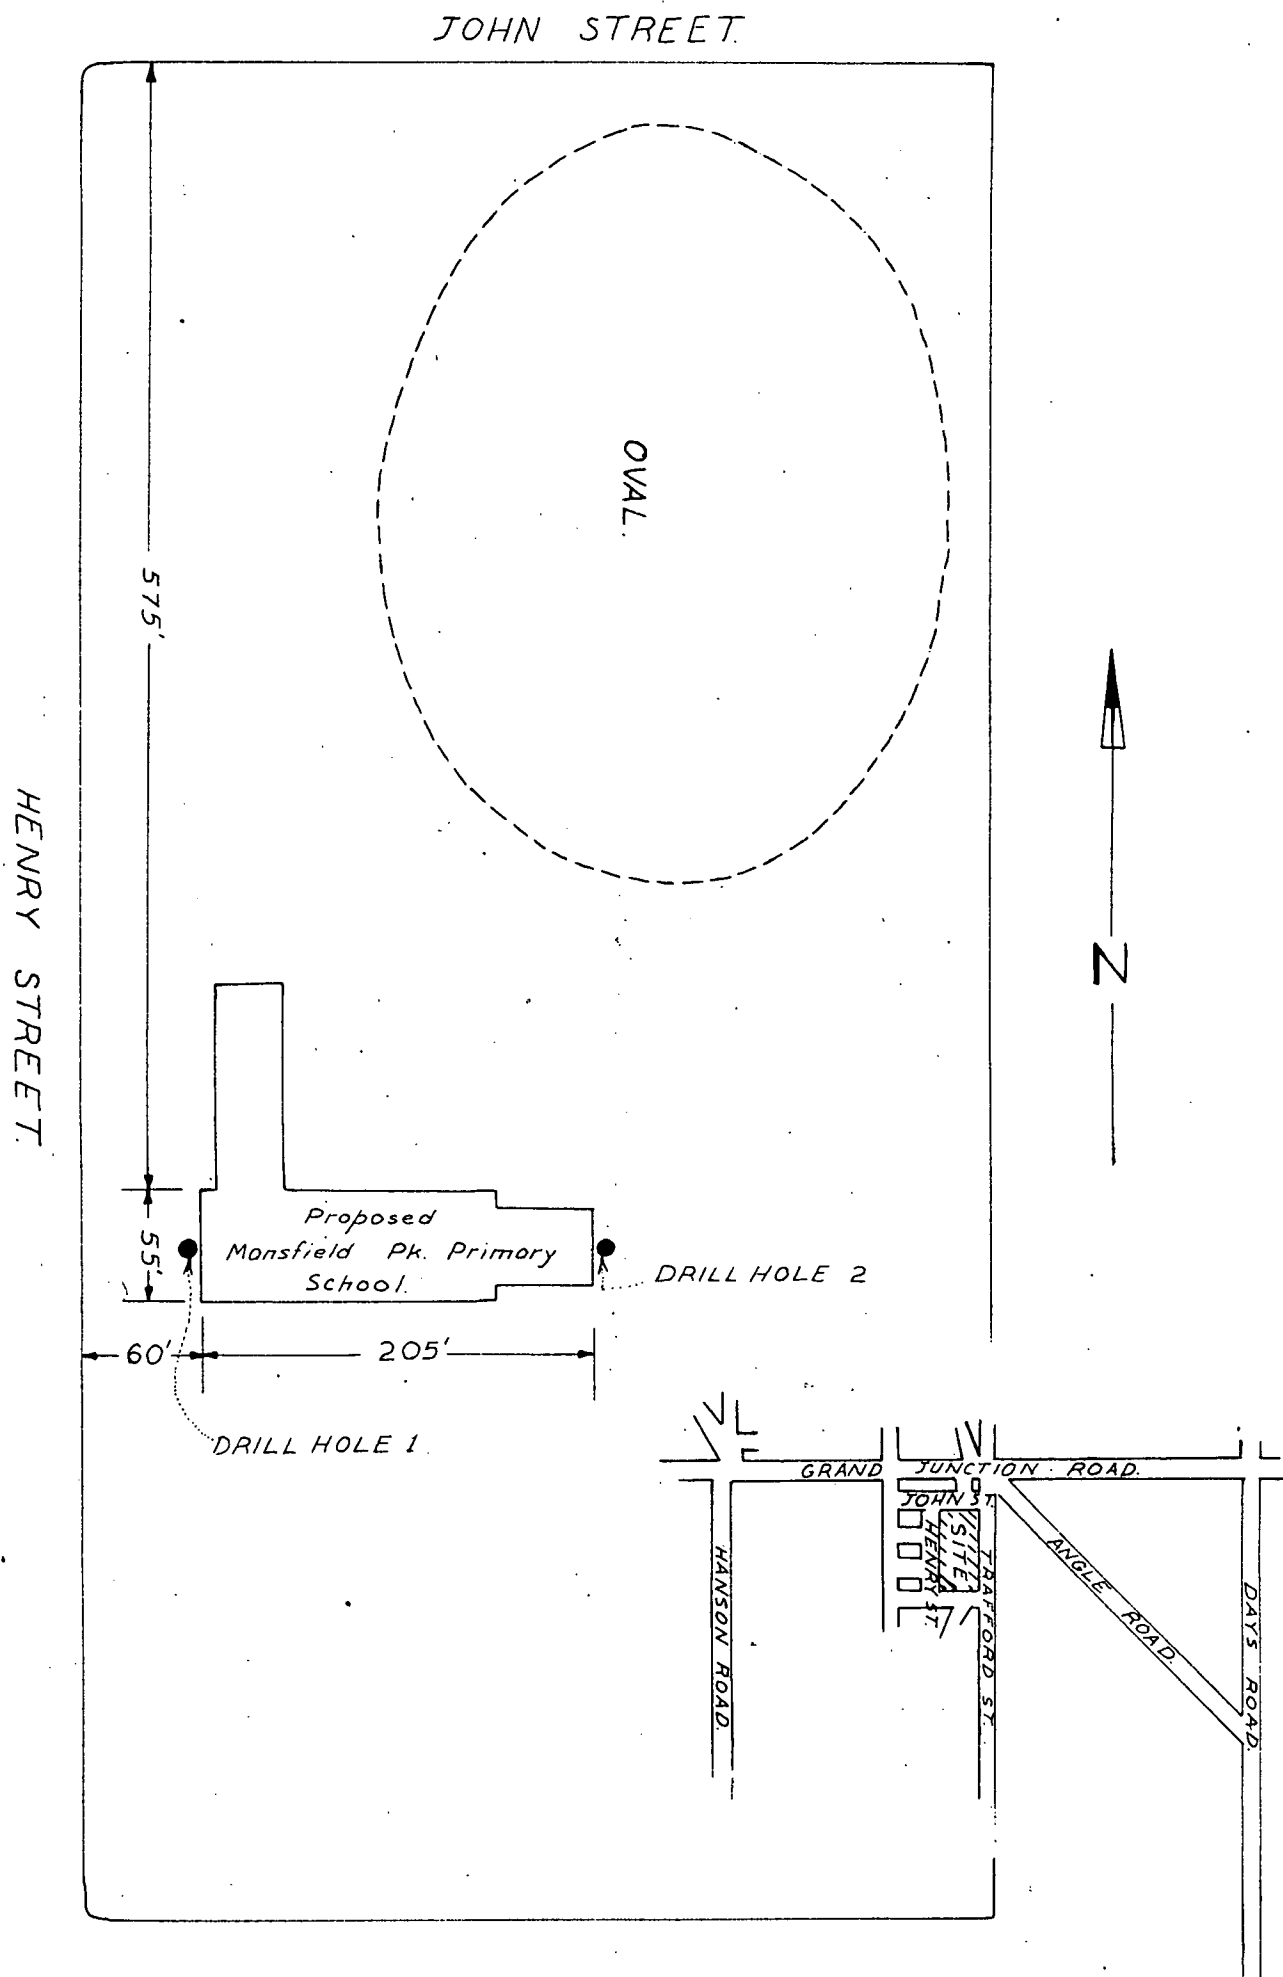 JOHN STREET.
OVAL.
575'
HENRY STREET.
N
55'
Proposed
Mansfield Pk. Primary
School.
DRILL HOLE 2
60'
205'
DRILL HOLE 1.
GRAND JUNCTION ROAD.
JOHN ST.
SITE
HENRY ST.
TRAFFORD ST.
HANSON ROAD.
ANGLE ROAD.
DAYS ROAD.